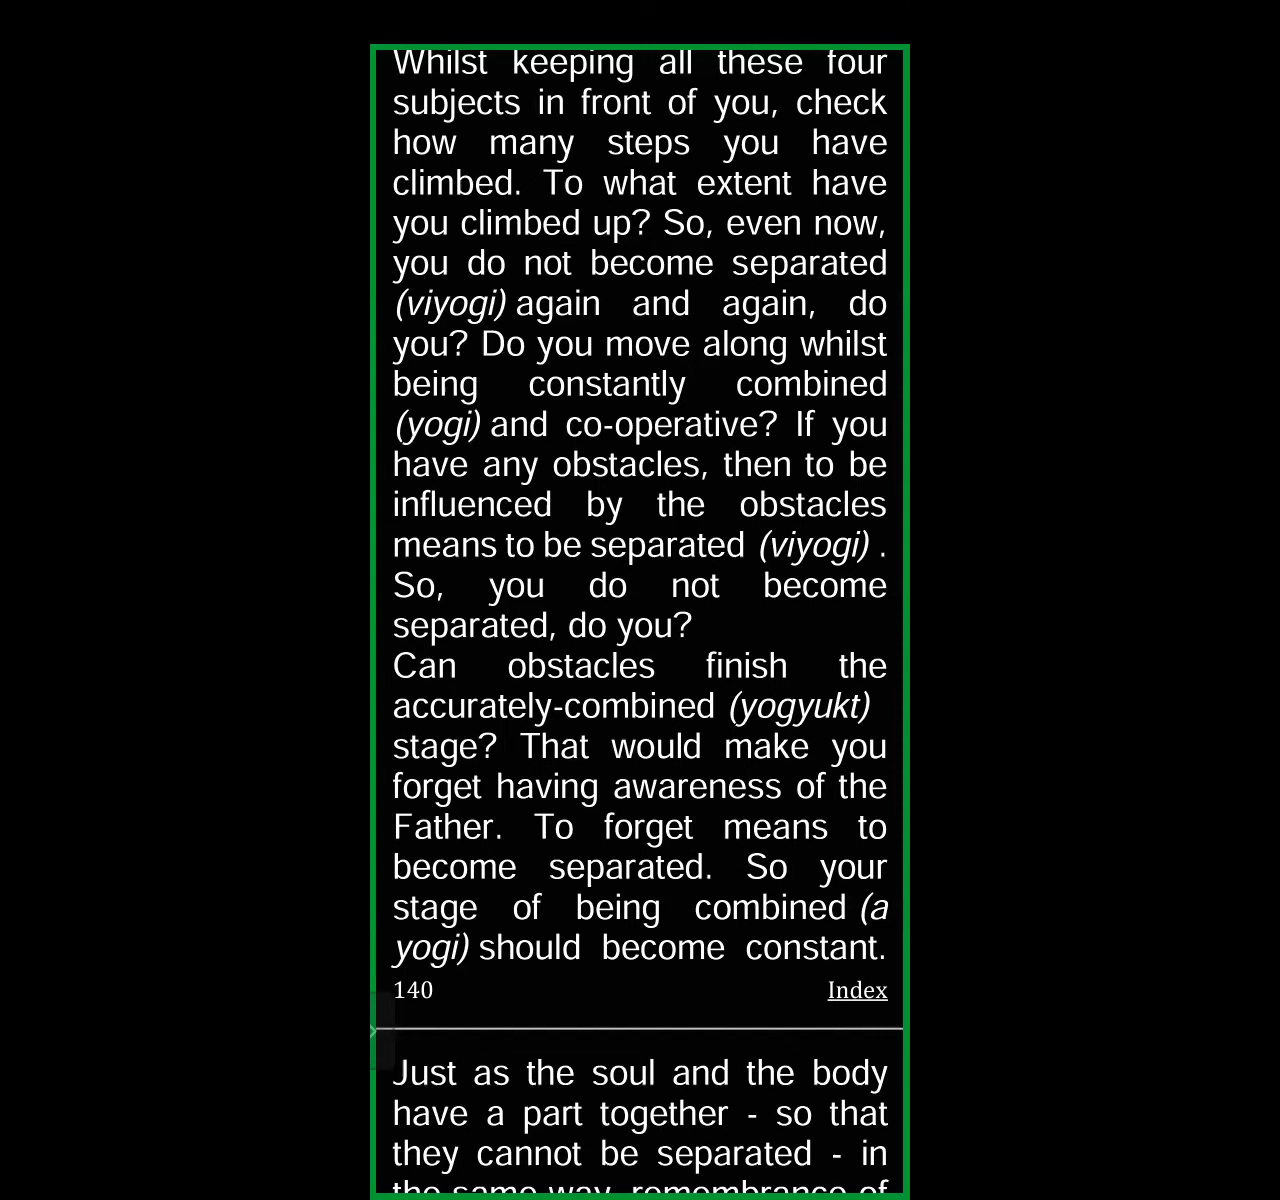 Whilst keeping all these four
subjects in front of you, check
how many steps you have
climbed. To what extent have
you climbed up? So, even now,
you do not become separated
(viyogi) again and again, do
you? Do you move along whilst
being constantly combined
(yogi) and co-operative? If you
have any obstacles, then to be
influenced by the obstacles
means to be separated (viyogi) .
So, you do not become
separated, do you?
Can obstacles finish the
accurately-combined (yogyukt)
stage? That would make you
forget having awareness of the
Father. To forget means to
become separated. So your
stage of being combined (a
yogi) should become constant.
140 Index
Just as the soul and the body
have a part together - so that
they cannot be separated - in
the same way, remembrance of